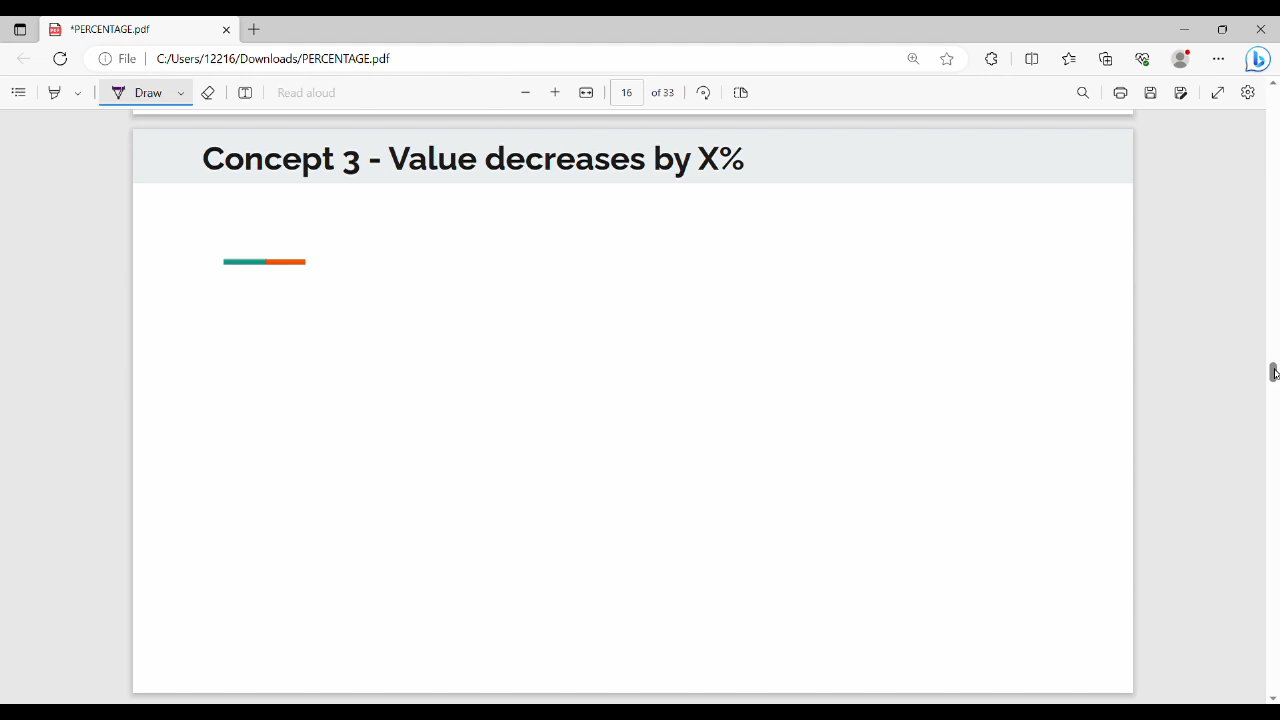 *PERCENTAGE.pdf
File
C:/Users/12216/Downloads/PERCENTAGE.pdf
Draw
Read aloud
16 of 33
Concept 3 - Value decreases by X%